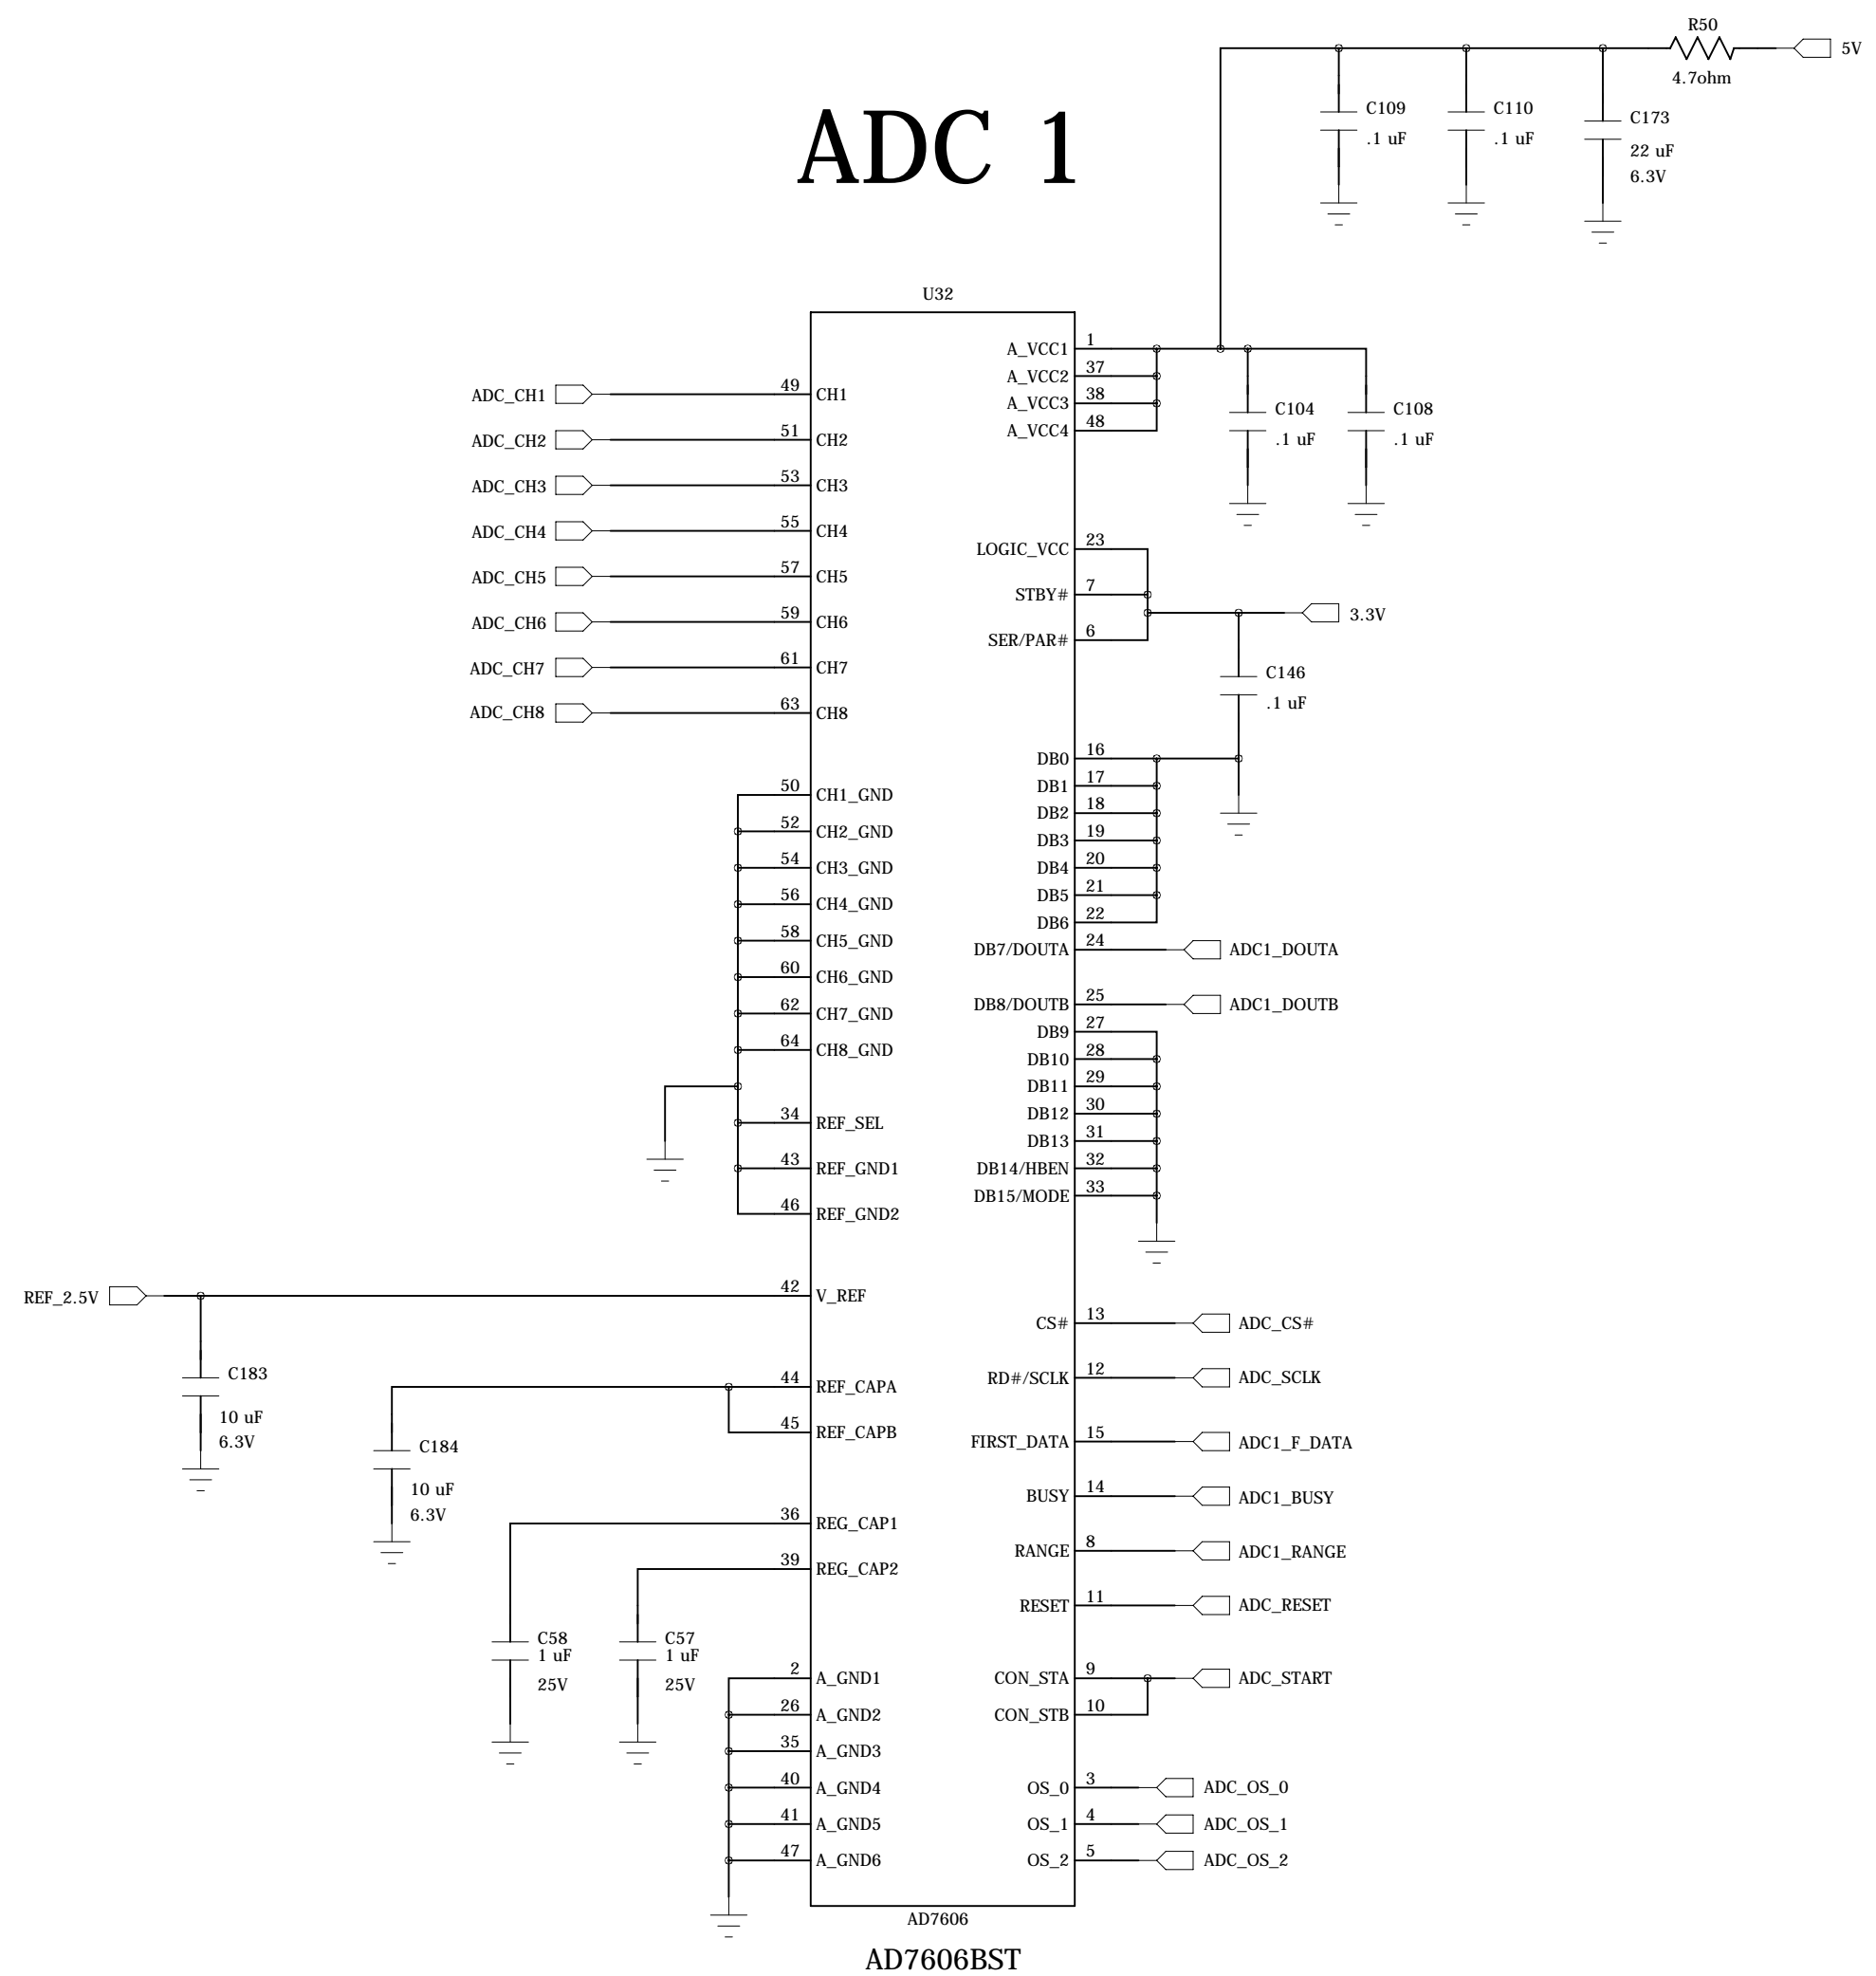 R50
5V
4.7ohm
ADC 1
C109
.1 uF
C110
.1 uF
C173
22 uF
6.3V
U32
A_VCC1 1
A_VCC2 37
A_VCC3 38
A_VCC4 48
C104
.1 uF
C108
.1 uF
ADC_CH1 49 CH1
ADC_CH2 51 CH2
ADC_CH3 53 CH3
ADC_CH4 55 CH4
ADC_CH5 57 CH5
ADC_CH6 59 CH6
ADC_CH7 61 CH7
ADC_CH8 63 CH8
LOGIC_VCC 23
STBY# 7
SER/PAR# 6
3.3V
C146
.1 uF
50 CH1_GND
52 CH2_GND
54 CH3_GND
56 CH4_GND
58 CH5_GND
60 CH6_GND
62 CH7_GND
64 CH8_GND
34 REF_SEL
43 REF_GND1
46 REF_GND2
DB0 16
DB1 17
DB2 18
DB3 19
DB4 20
DB5 21
DB6 22
DB7/DOUTA 24 ADC1_DOUTA
DB8/DOUTB 25 ADC1_DOUTB
DB9 27
DB10 28
DB11 29
DB12 30
DB13 31
DB14/HBEN 32
DB15/MODE 33
REF_2.5V 42 V_REF
C183
10 uF
6.3V
44 REF_CAPA
45 REF_CAPB
C184
10 uF
6.3V
36 REG_CAP1
39 REG_CAP2
C58
1 uF
25V
C57
1 uF
25V
2 A_GND1
26 A_GND2
35 A_GND3
40 A_GND4
41 A_GND5
47 A_GND6
CS# 13 ADC_CS#
RD#/SCLK 12 ADC_SCLK
FIRST_DATA 15 ADC1_F_DATA
BUSY 14 ADC1_BUSY
RANGE 8 ADC1_RANGE
RESET 11 ADC_RESET
CON_STA 9 ADC_START
CON_STB 10
OS_0 3 ADC_OS_0
OS_1 4 ADC_OS_1
OS_2 5 ADC_OS_2
AD7606
AD7606BST